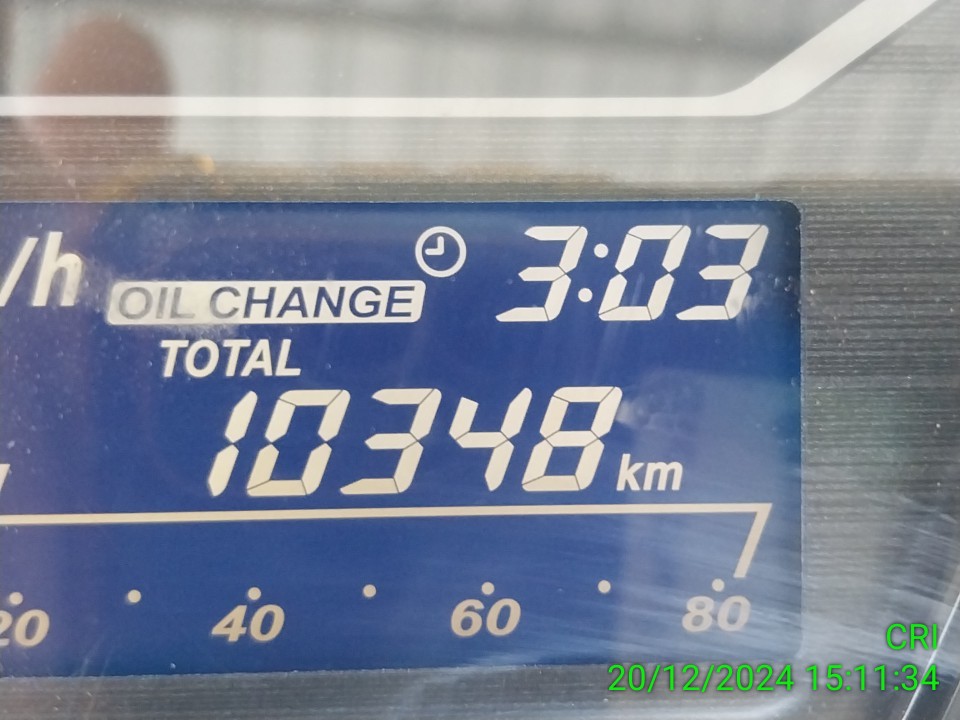 /h
3:03
OIL CHANGE
TOTAL
10348 km
20 40 60 80
CRI
20/12/2024 15:11:34